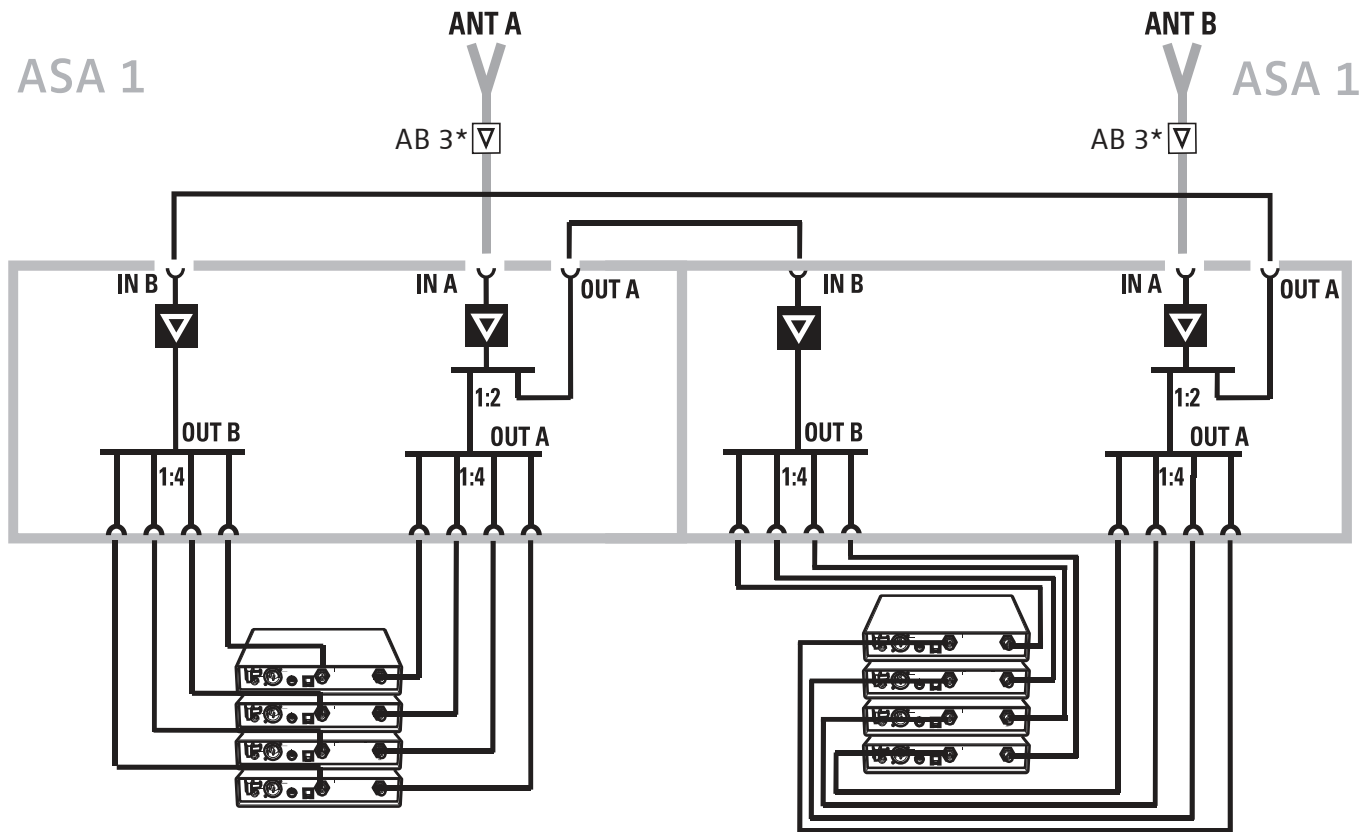 ANT A
ANT B
ASA 1
ASA 1
AB 3*
AB 3*
IN B
IN A
OUT A
IN B
IN A
OUT A
1:2
1:2
OUT B
OUT A
OUT B
OUT A
1:4
1:4
1:4
1:4